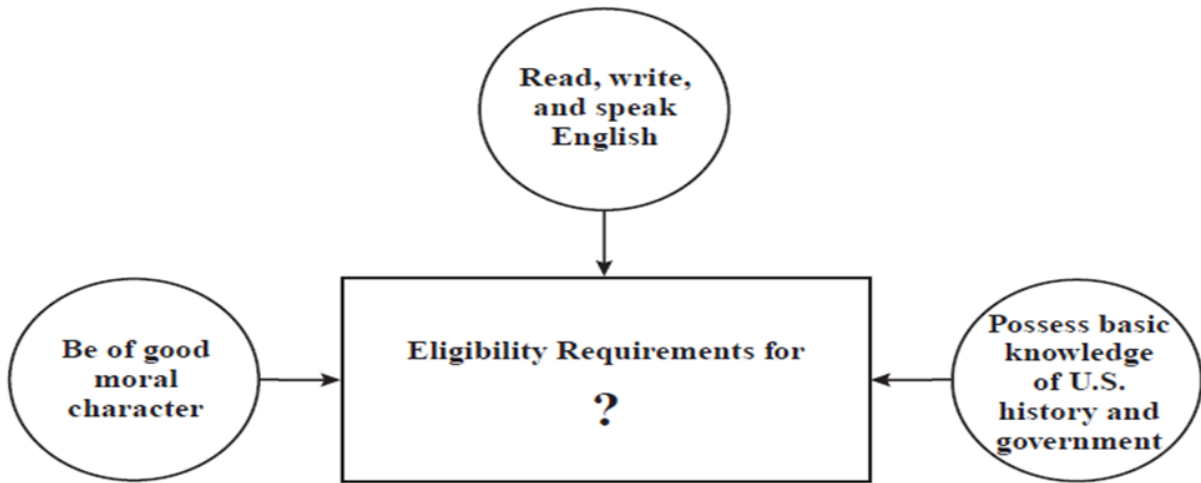 Read, write,
and speak
English
Be of good
moral
character
Eligibility Requirements for
?
Possess basic
knowledge
of U.S.
history and
government